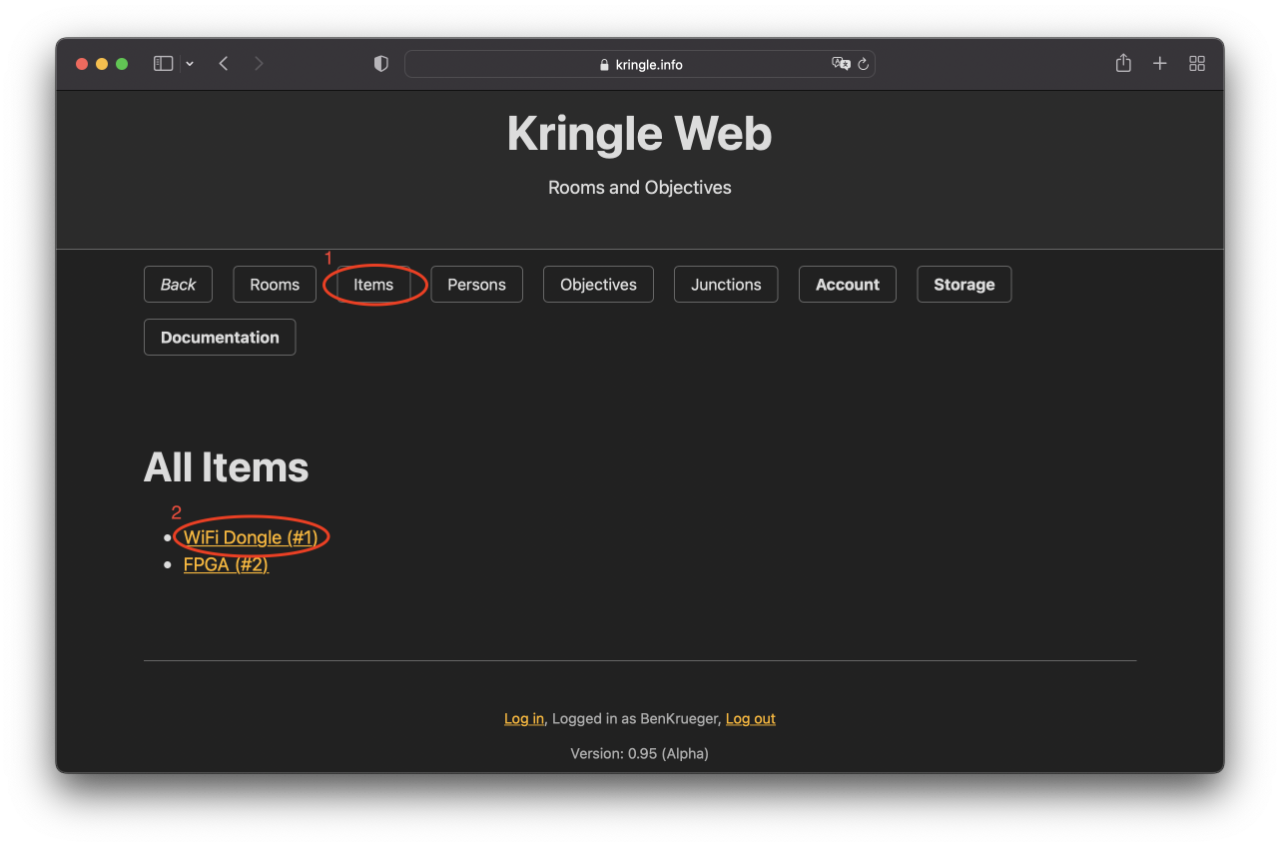 kringle.info
Kringle Web
Rooms and Objectives
1
Back Rooms Items Persons Objectives Junctions Account Storage
Documentation
All Items
2
WiFi Dongle (#1)
FPGA (#2)
Log in, Logged in as BenKrueger, Log out
Version: 0.95 (Alpha)